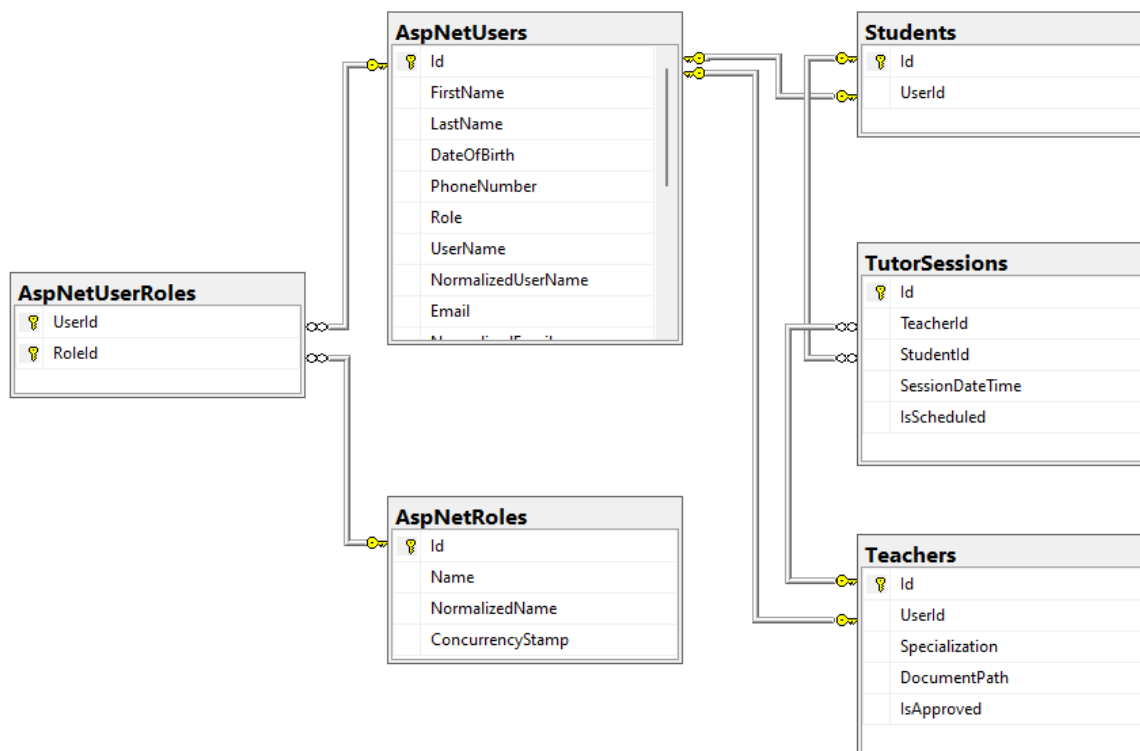 AspNetUsers
Id
FirstName
LastName
DateOfBirth
PhoneNumber
Role
UserName
NormalizedUserName
Email
Students
Id
UserId
AspNetUserRoles
UserId
RoleId
TutorSessions
Id
TeacherId
StudentId
SessionDateTime
IsScheduled
AspNetRoles
Id
Name
NormalizedName
ConcurrencyStamp
Teachers
Id
UserId
Specialization
DocumentPath
IsApproved